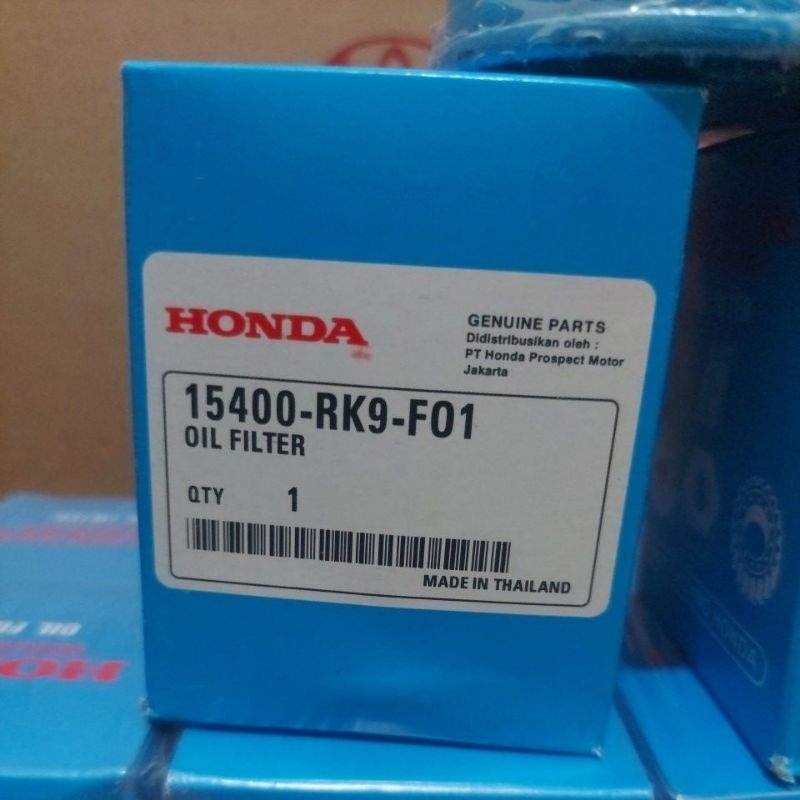 HONDA
GENUINE PARTS
Didistribusikan oleh :
PT Honda Prospect Motor
Jakarta
15400-RK9-F01
OIL FILTER
QTY 1
MADE IN THAILAND
HONDA